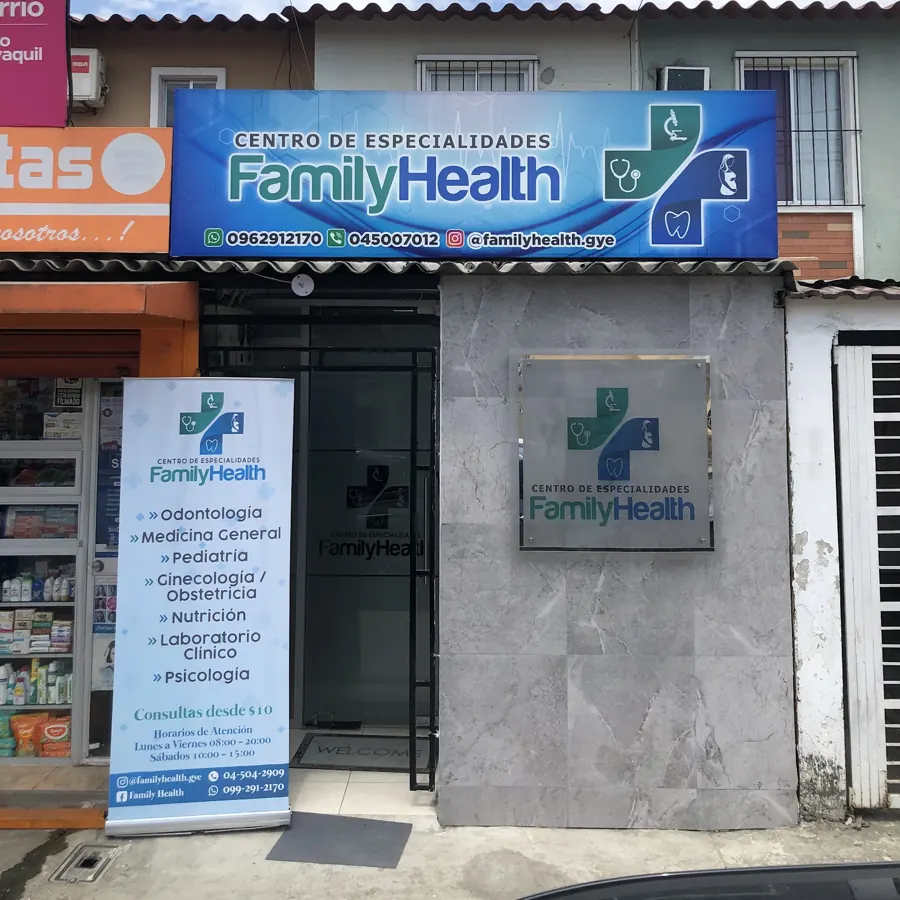 rrio
o
aquil
tas
nosotros...!
CENTRO DE ESPECIALIDADES
FamilyHealth
0962912170 045007012 @familyhealth.gye
CENTRO DE ESPECIALIDADES
FamilyHealth
» Odontología
» Medicina General
» Pediatría
» Ginecología /
Obstetricia
» Nutrición
» Laboratorio
Clínico
» Psicología
Consultas desde $10
Horarios de Atención
Lunes a Viernes 08:00 - 20:00
Sábados 10:00 - 15:00
@familyhealth.gye 04-504-2909
Family Health 099-291-2170
FamilyHealth
WELCOME
CENTRO DE ESPECIALIDADES
FamilyHealth